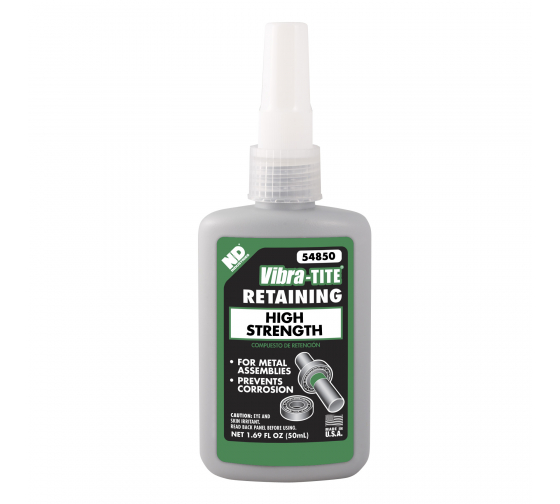 54850
ND
Vibra-TITE®
RETAINING
HIGH
STRENGTH
COMPUESTO DE RETENCIÓN
• FOR METAL
ASSEMBLIES
• PREVENTS
CORROSION
CAUTION: EYE AND
SKIN IRRITANT.
READ BACK PANEL BEFORE USING.
NET 1.69 FL OZ (50mL)
MADE IN
U.S.A.